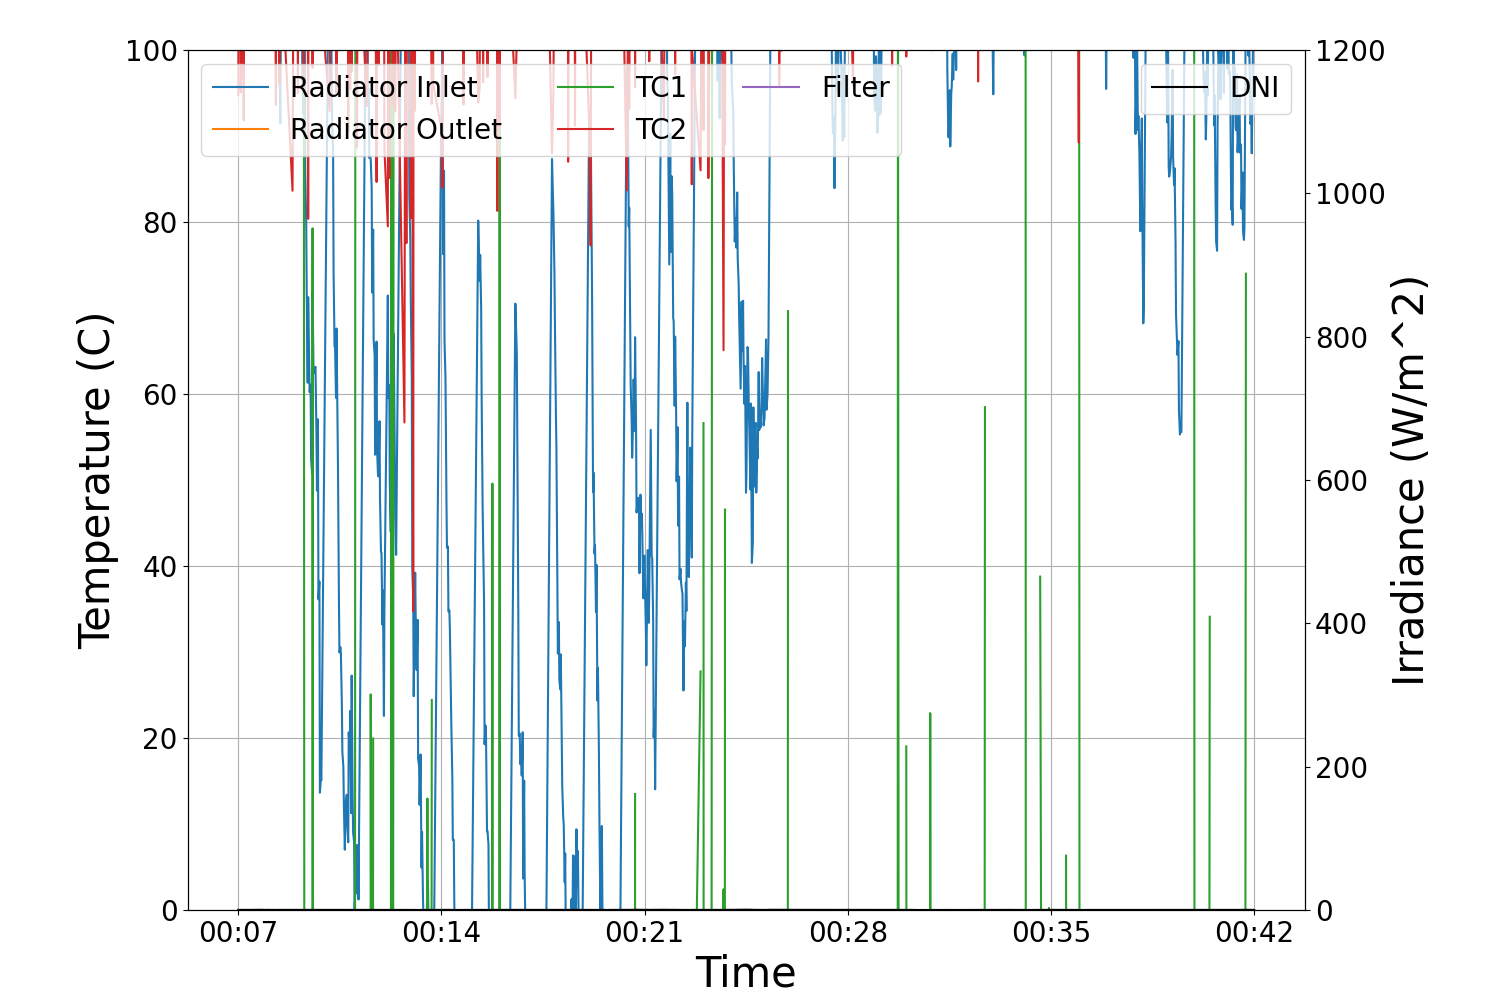 100
80
60
40
20
0
Temperature (C)
Radiator Inlet
Radiator Outlet
TC1
TC2
Filter
DNI
1200
1000
800
600
400
200
0
Irradiance (W/m^2)
00:07
00:14
00:21
00:28
00:35
00:42
Time